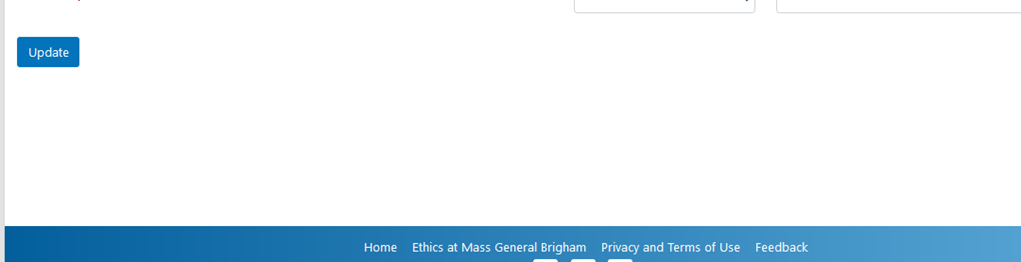 Update
Home Ethics at Mass General Brigham Privacy and Terms of Use Feedback